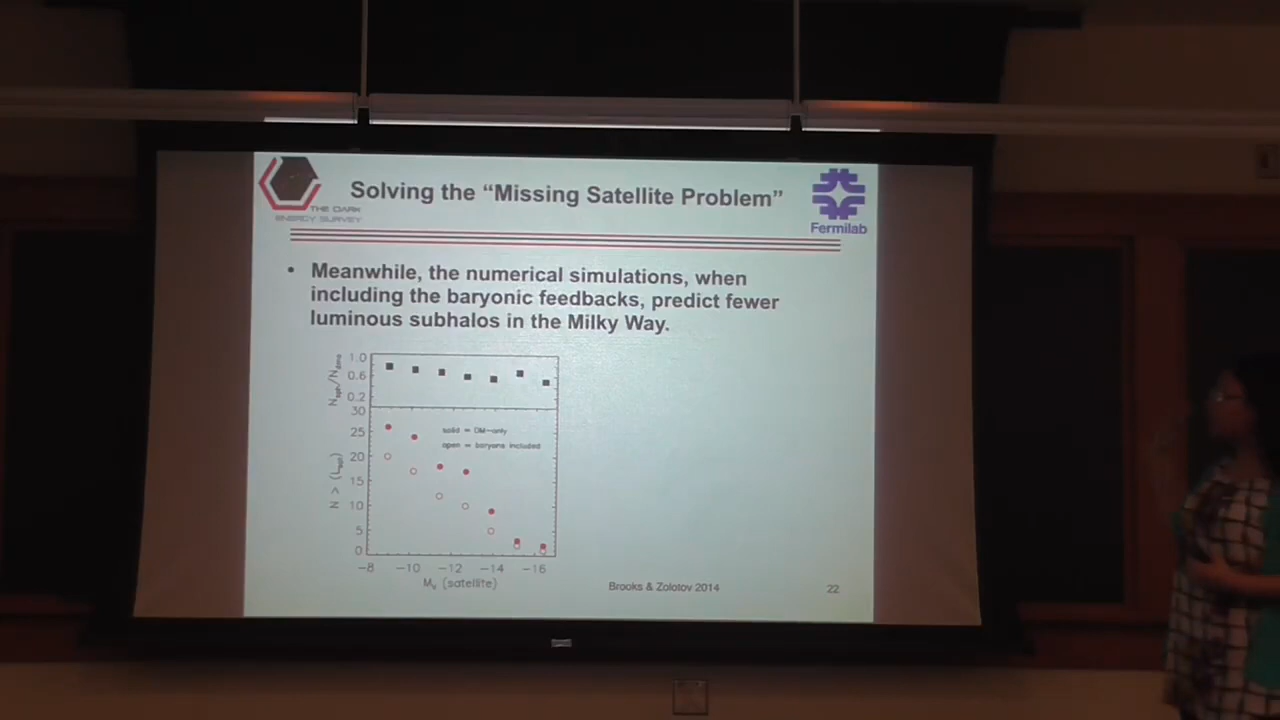 Solving the “Missing Satellite Problem”
THE DARK
ENERGY SURVEY
Fermilab
• Meanwhile, the numerical simulations, when
including the baryonic feedbacks, predict fewer
luminous subhalos in the Milky Way.
1.0
0.6
0.2
30
25
20
15
10
5
0
solid = DM-only
open = baryons included
−8 −10 −12 −14 −16
M_V (satellite)
Brooks & Zolotov 2014
22